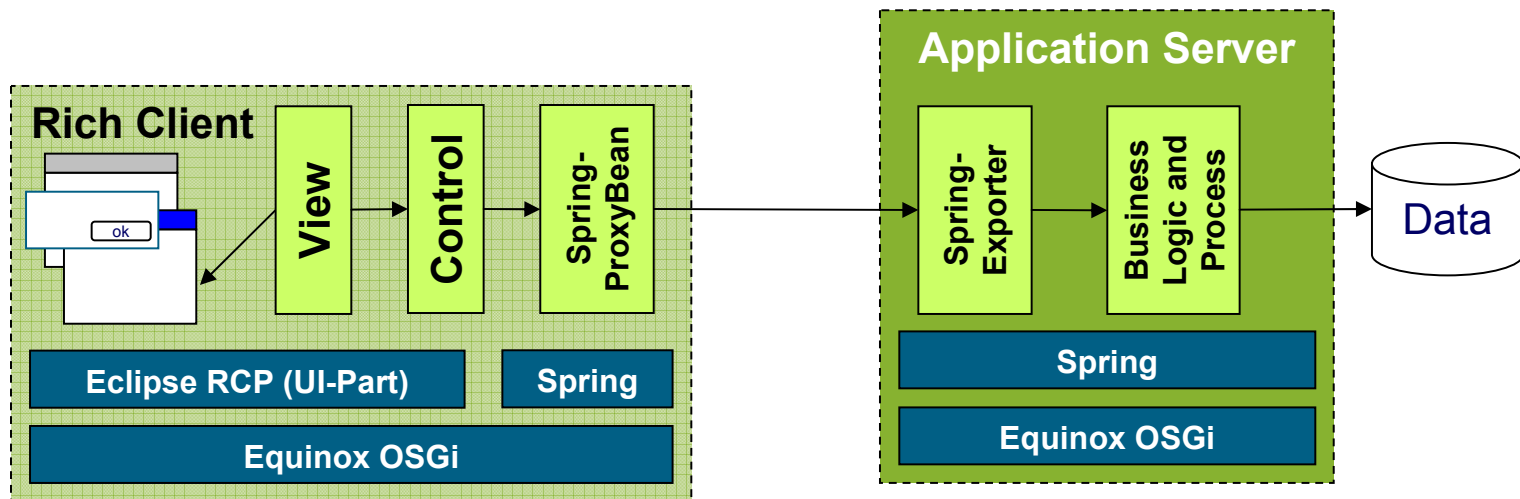 Rich Client
ok
View
Control
Spring-
ProxyBean
Eclipse RCP (UI-Part)
Spring
Equinox OSGi
Application Server
Spring-
Exporter
Business
Logic and
Process
Spring
Equinox OSGi
Data